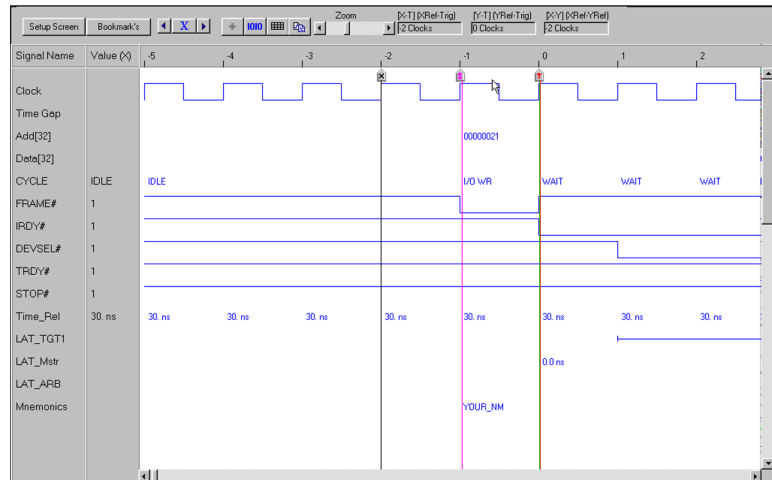 Zoom [X-T] (XRef-Trig) [Y-T] (YRef-Trig) [X-Y] (XRef-YRef)
Setup Screen Bookmark's X IOIO -2 Clocks 0 Clocks -2 Clocks
Signal Name Value (X) -5 -4 -3 -2 -1 0 1 2
X S T
Clock
Time Gap
Add[32] 00000021
Data[32]
CYCLE IDLE IDLE I/O WR WAIT WAIT WAIT
FRAME# 1
IRDY# 1
DEVSEL# 1
TRDY# 1
STOP# 1
Time_Rel 30. ns 30. ns 30. ns 30. ns 30. ns 30. ns 30. ns 30. ns 30. ns
LAT_TGT1
LAT_Mstr 0.0 ns
LAT_ARB
Mnemonics YOUR_NM